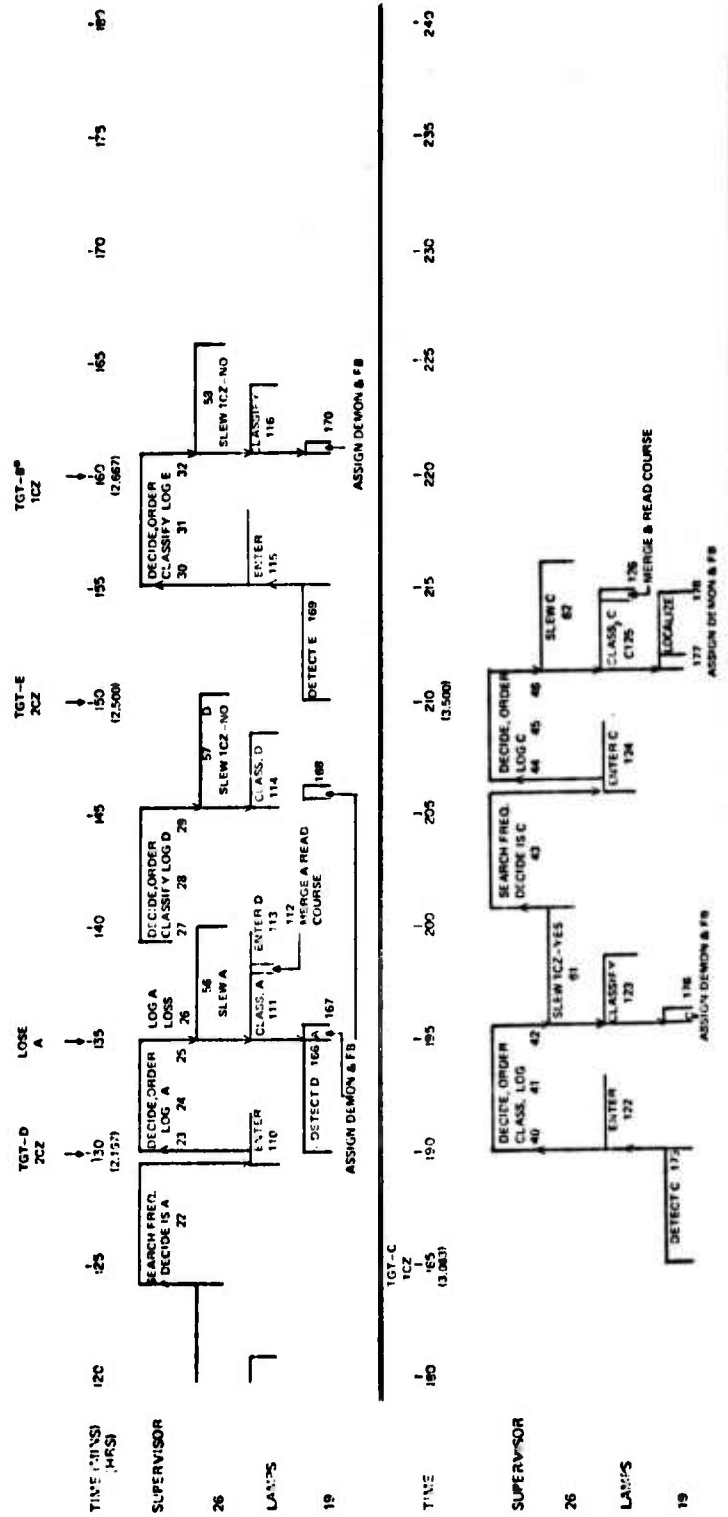 TGT-D
2CZ
LOSE
A
TGT-E
2CZ
TGT-B*
1CZ
TIME (MINS)
(HRS)
120
125
130
(2.167)
135
140
145
150
(2.500)
155
160
(2.667)
165
170
175
180
SUPERVISOR
SEARCH FREQ.
DECIDE IS A
22
DECIDE, ORDER
LOG A
23 24 25
LOG A
LOSS
26
DECIDE, ORDER
CLASSIFY LOG D
27 28 29
DECIDE, ORDER
CLASSIFY LOG E
30 31 32
26
56
SLEW A
57 D
SLEW 1CZ-NO
58
SLEW 1CZ-NO
LAMPS
ENTER
110
CLASS. A
111
ENTER D
113
112
MERGE A READ
COURSE
CLASS. D
114
ENTER
115
CLASSIFY
116
19
DETECT D 166 A
167
168
DETECT E 169
170
ASSIGN DEMON & FB
ASSIGN DEMON & FB
TGT-C
1CZ
TIME
180
165
(3.083)
190
195
200
205
210
(3.500)
215
220
225
230
235
240
SUPERVISOR
DECIDE, ORDER
CLASS. LOG
40 41 42
SEARCH FREQ.
DECIDE IS C
43
DECIDE, ORDER
LOG C
44 45 46
26
SLEW 1CZ-YES
61
SLEW C
62
LAMPS
ENTER
122
CLASSIFY
123
ENTER C
124
CLASS, C
C125
126
MERGE & READ COURSE
19
DETECT C
176
ASSIGN DEMON & FB
LOCALIZE
177
178
ASSIGN DEMON & FB